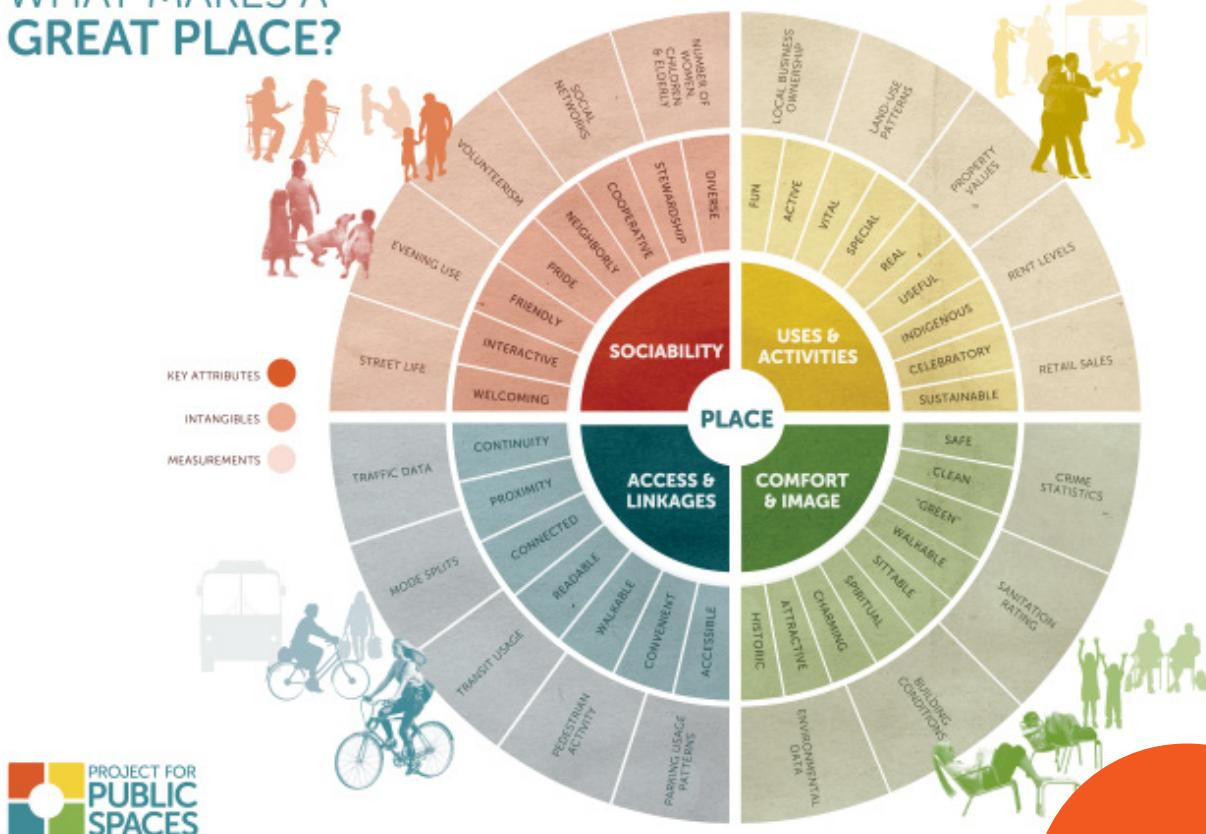 WHAT MAKES A
GREAT PLACE?
NUMBER OF
WOMEN,
CHILDREN
& ELDERLY
SOCIAL
NETWORKS
VOLUNTEERISM
EVENING USE
STREET LIFE
LOCAL BUSINESS
OWNERSHIP
LAND-USE
PATTERNS
PROPERTY
VALUES
RENT LEVELS
RETAIL SALES
DIVERSE
STEWARDSHIP
COOPERATIVE
NEIGHBORLY
PRIDE
FRIENDLY
INTERACTIVE
WELCOMING
FUN
ACTIVE
VITAL
SPECIAL
REAL
USEFUL
INDIGENOUS
CELEBRATORY
SUSTAINABLE
SOCIABILITY
USES &
ACTIVITIES
PLACE
ACCESS &
LINKAGES
COMFORT
& IMAGE
KEY ATTRIBUTES
INTANGIBLES
MEASUREMENTS
CONTINUITY
PROXIMITY
CONNECTED
READABLE
WALKABLE
CONVENIENT
ACCESSIBLE
SAFE
CLEAN
"GREEN"
WALKABLE
SITTABLE
SPIRITUAL
CHARMING
ATTRACTIVE
HISTORIC
TRAFFIC DATA
MODE SPLITS
TRANSIT USAGE
PEDESTRIAN
ACTIVITY
PARKING USAGE
PATTERNS
CRIME
STATISTICS
SANITATION
RATING
BUILDING
CONDITIONS
ENVIRONMENTAL
DATA
PROJECT FOR
PUBLIC
SPACES